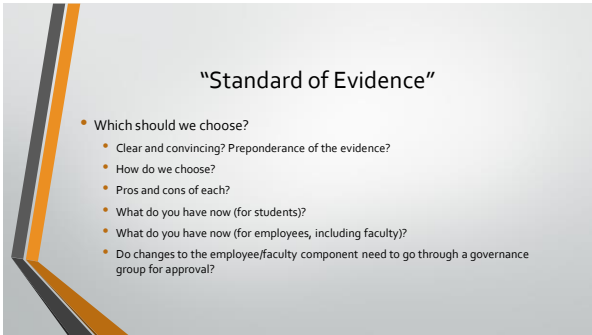 “Standard of Evidence”
• Which should we choose?
• Clear and convincing? Preponderance of the evidence?
• How do we choose?
• Pros and cons of each?
• What do you have now (for students)?
• What do you have now (for employees, including faculty)?
• Do changes to the employee/faculty component need to go through a governance
group for approval?